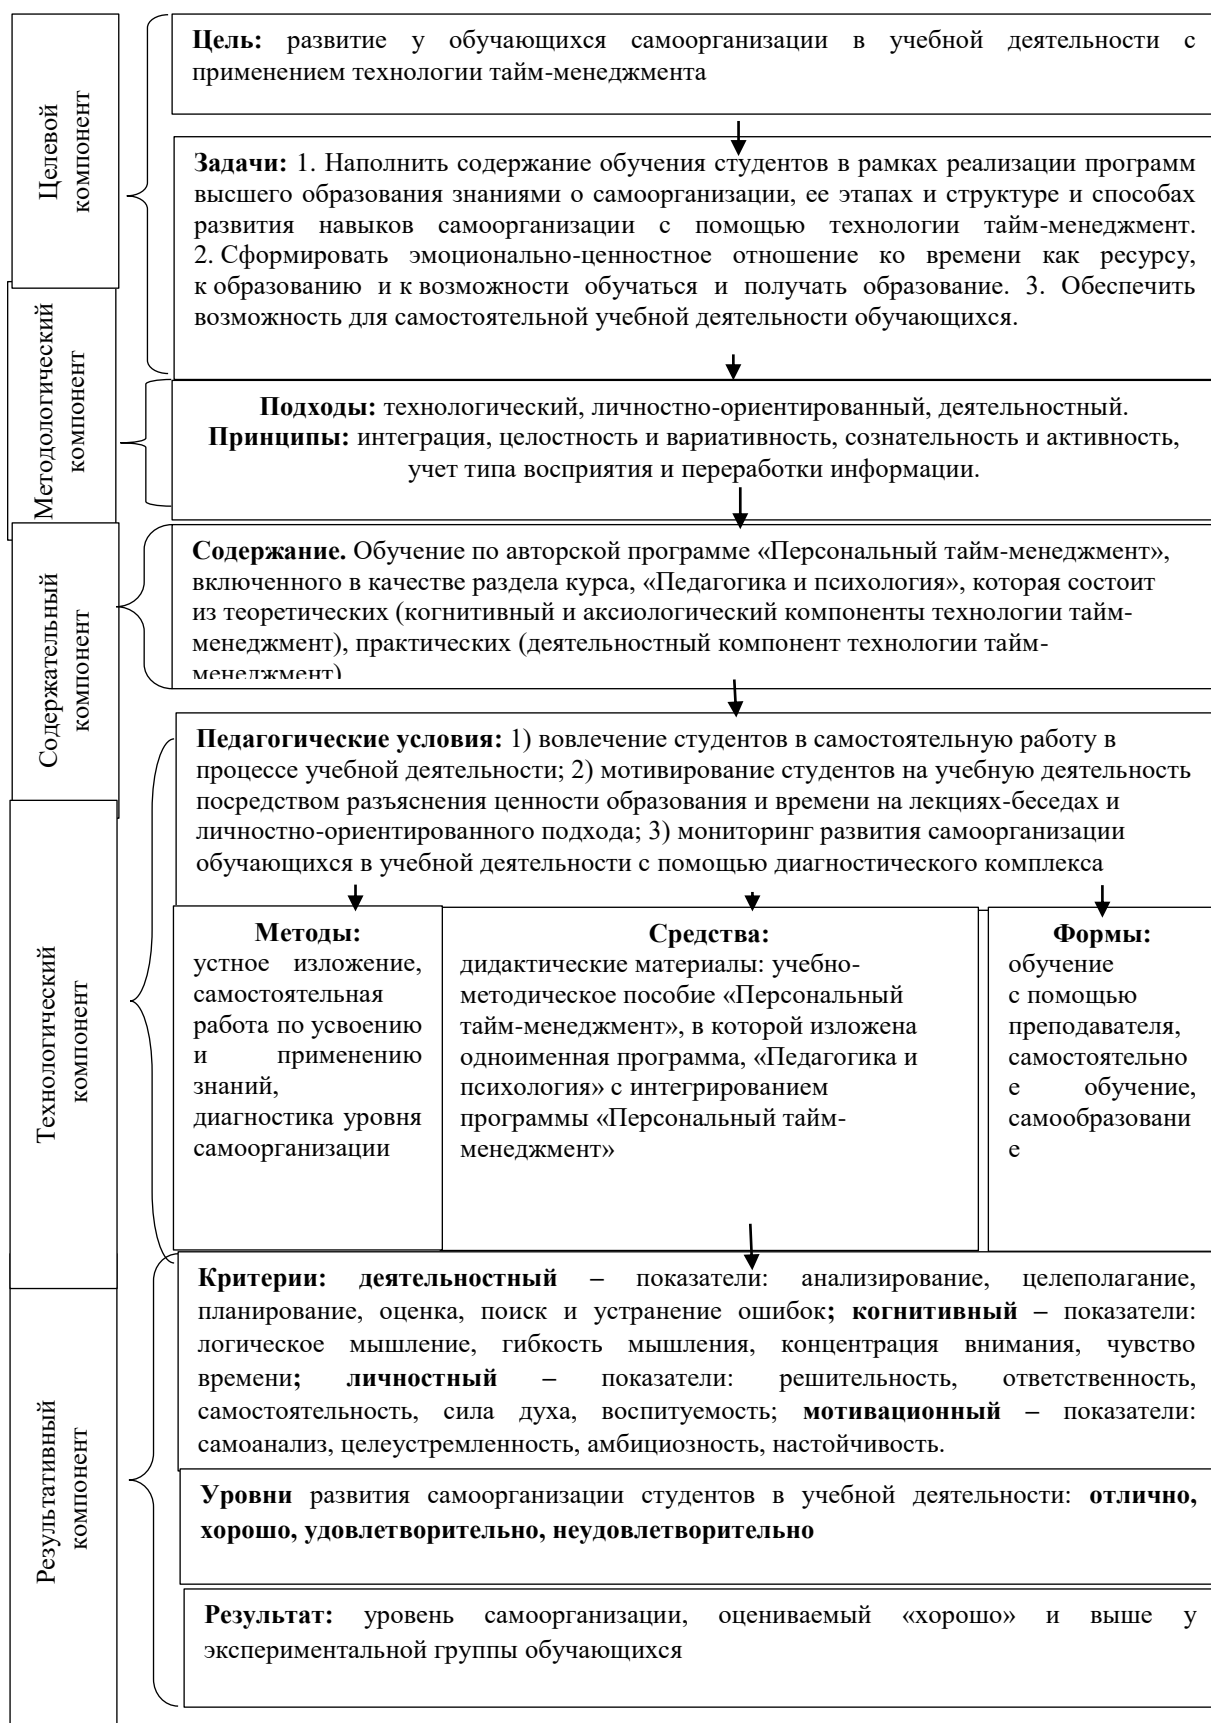 Целевой
компонент
Цель: развитие у обучающихся самоорганизации в учебной деятельности с
применением технологии тайм-менеджмента
Задачи: 1. Наполнить содержание обучения студентов в рамках реализации программ
высшего образования знаниями о самоорганизации, ее этапах и структуре и способах
развития навыков самоорганизации с помощью технологии тайм-менеджмент.
2. Сформировать эмоционально-ценностное отношение ко времени как ресурсу,
к образованию и к возможности обучаться и получать образование. 3. Обеспечить
возможность для самостоятельной учебной деятельности обучающихся.
Методологический
компонент
Подходы: технологический, личностно-ориентированный, деятельностный.
Принципы: интеграция, целостность и вариативность, сознательность и активность,
учет типа восприятия и переработки информации.
Содержательный
компонент
Содержание. Обучение по авторской программе «Персональный тайм-менеджмент»,
включенного в качестве раздела курса, «Педагогика и психология», которая состоит
из теоретических (когнитивный и аксиологический компоненты технологии тайм-
менеджмент), практических (деятельностный компонент технологии тайм-
менеджмент)
Технологический
компонент
Педагогические условия: 1) вовлечение студентов в самостоятельную работу в
процессе учебной деятельности; 2) мотивирование студентов на учебную деятельность
посредством разъяснения ценности образования и времени на лекциях-беседах и
личностно-ориентированного подхода; 3) мониторинг развития самоорганизации
обучающихся в учебной деятельности с помощью диагностического комплекса
Методы:
устное изложение,
самостоятельная
работа по усвоению
и применению
знаний,
диагностика уровня
самоорганизации
Средства:
дидактические материалы: учебно-
методическое пособие «Персональный
тайм-менеджмент», в которой изложена
одноименная программа, «Педагогика и
психология» с интегрированием
программы «Персональный тайм-
менеджмент»
Формы:
обучение
с помощью
преподавателя,
самостоятельно
е обучение,
самообразовани
е
Результативный
компонент
Критерии: деятельностный – показатели: анализирование, целеполагание,
планирование, оценка, поиск и устранение ошибок; когнитивный – показатели:
логическое мышление, гибкость мышления, концентрация внимания, чувство
времени; личностный – показатели: решительность, ответственность,
самостоятельность, сила духа, воспитуемость; мотивационный – показатели:
самоанализ, целеустремленность, амбициозность, настойчивость.
Уровни развития самоорганизации студентов в учебной деятельности: отлично,
хорошо, удовлетворительно, неудовлетворительно
Результат: уровень самоорганизации, оцениваемый «хорошо» и выше у
экспериментальной группы обучающихся